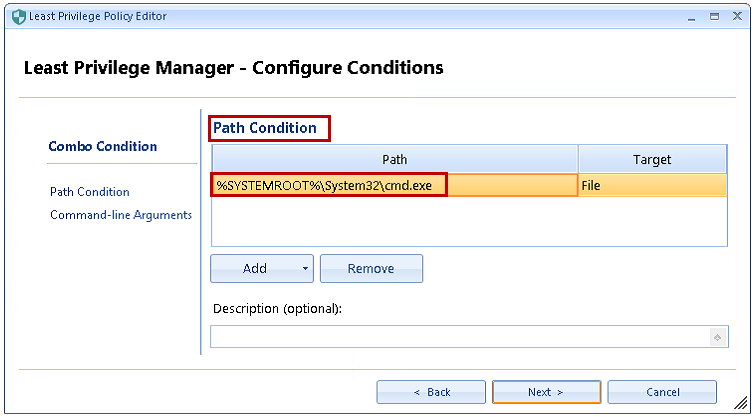 Least Privilege Policy Editor
Least Privilege Manager - Configure Conditions
Combo Condition
Path Condition
Command-line Arguments
Path Condition
Path Target
%SYSTEMROOT%\System32\cmd.exe File
Add Remove
Description (optional):
< Back Next > Cancel